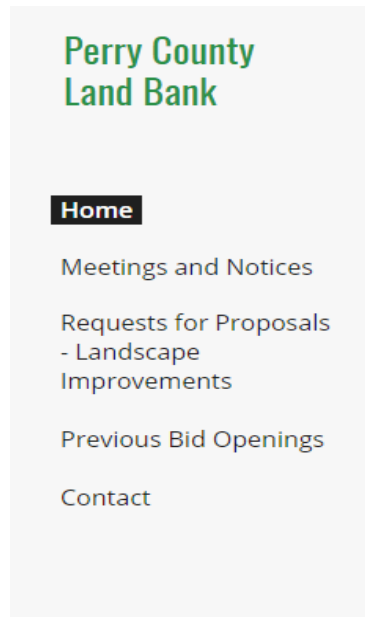 Perry County
Land Bank
Home
Meetings and Notices
Requests for Proposals
- Landscape
Improvements
Previous Bid Openings
Contact